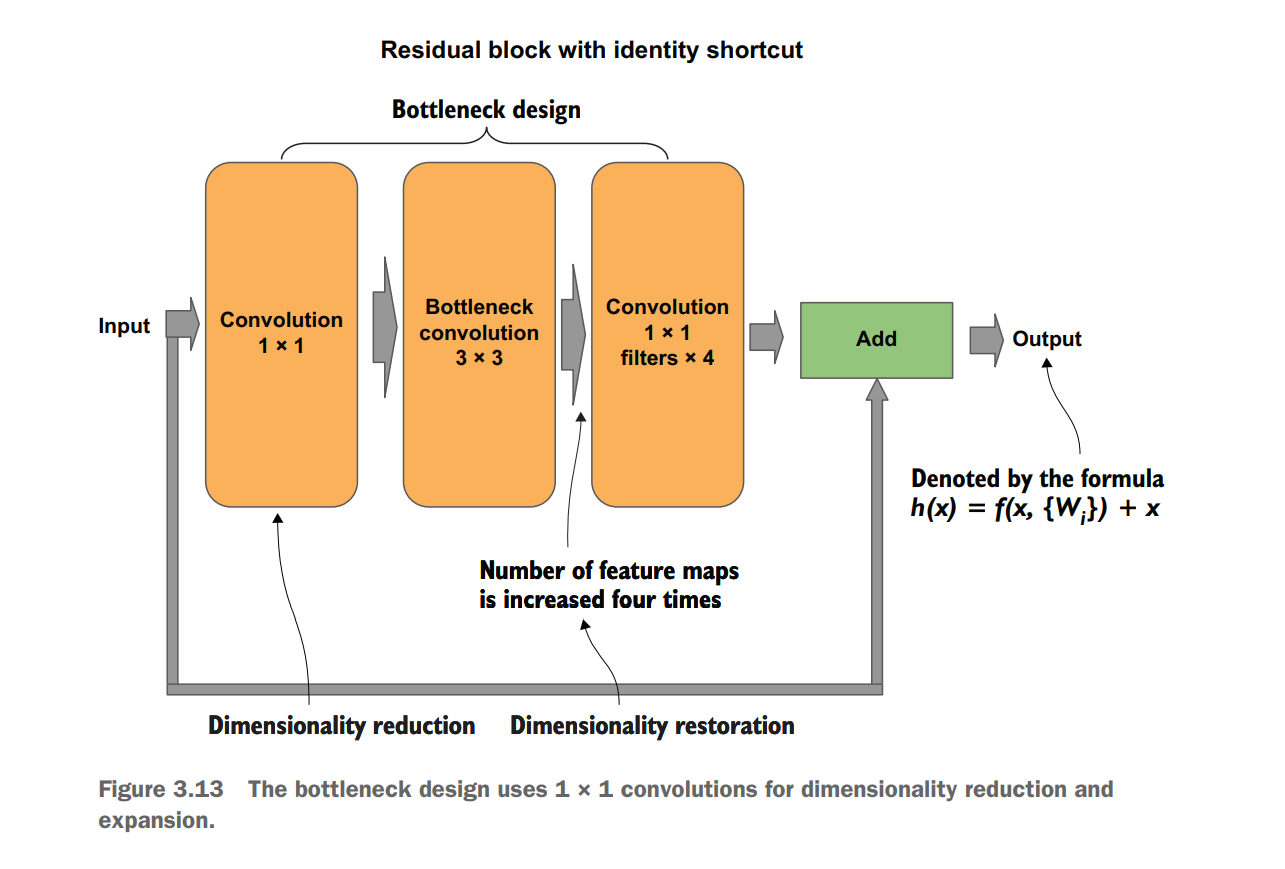 Residual block with identity shortcut
Bottleneck design
Input
Convolution
1 × 1
Bottleneck
convolution
3 × 3
Convolution
1 × 1
filters × 4
Add
Output
Denoted by the formula
h(x) = f(x, {Wi}) + x
Number of feature maps
is increased four times
Dimensionality reduction
Dimensionality restoration
Figure 3.13 The bottleneck design uses 1 × 1 convolutions for dimensionality reduction and
expansion.